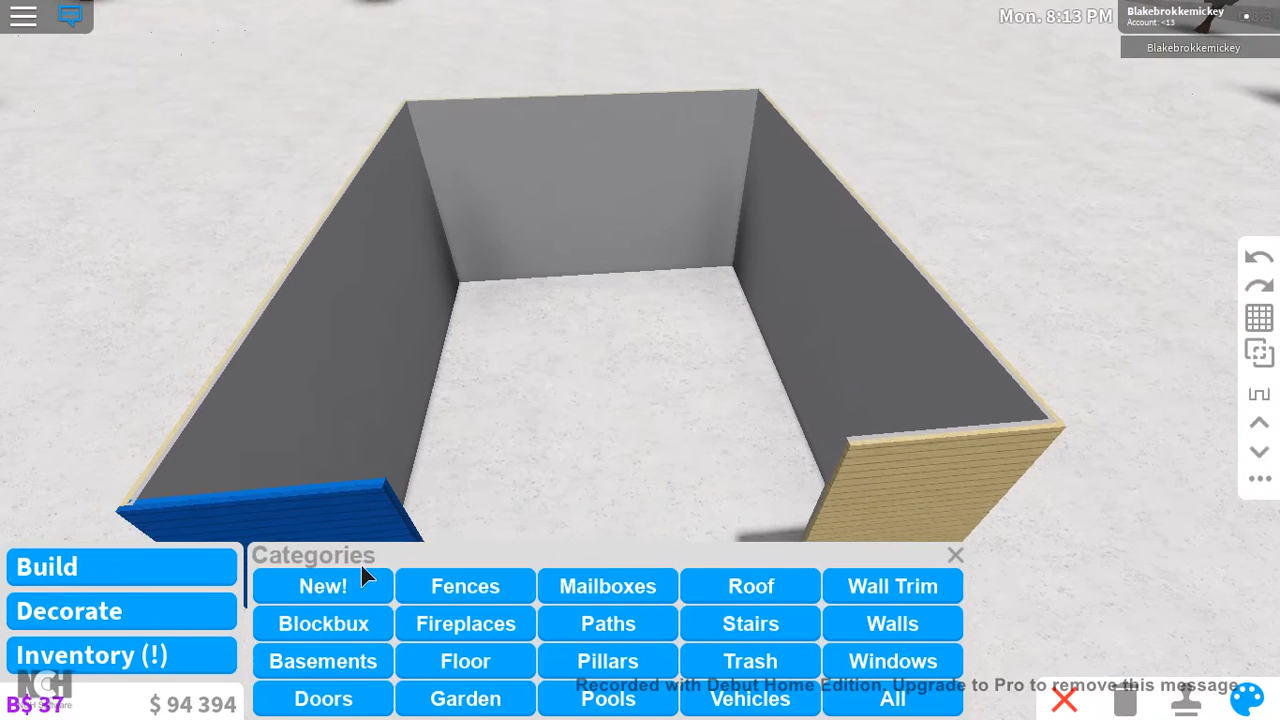 Mon. 8:13 PM
Blakebrokkemickey
Account: <13
Blakebrokkemickey
Build
Decorate
Inventory (!)
Categories
New! Fences Mailboxes Roof Wall Trim
Blockbux Fireplaces Paths Stairs Walls
Basements Floor Pillars Trash Windows
Doors Garden Pools Vehicles All
Recorded with Debut Home Edition. Upgrade to Pro to remove this message.
NCH Software
B$ 37
$ 94 394